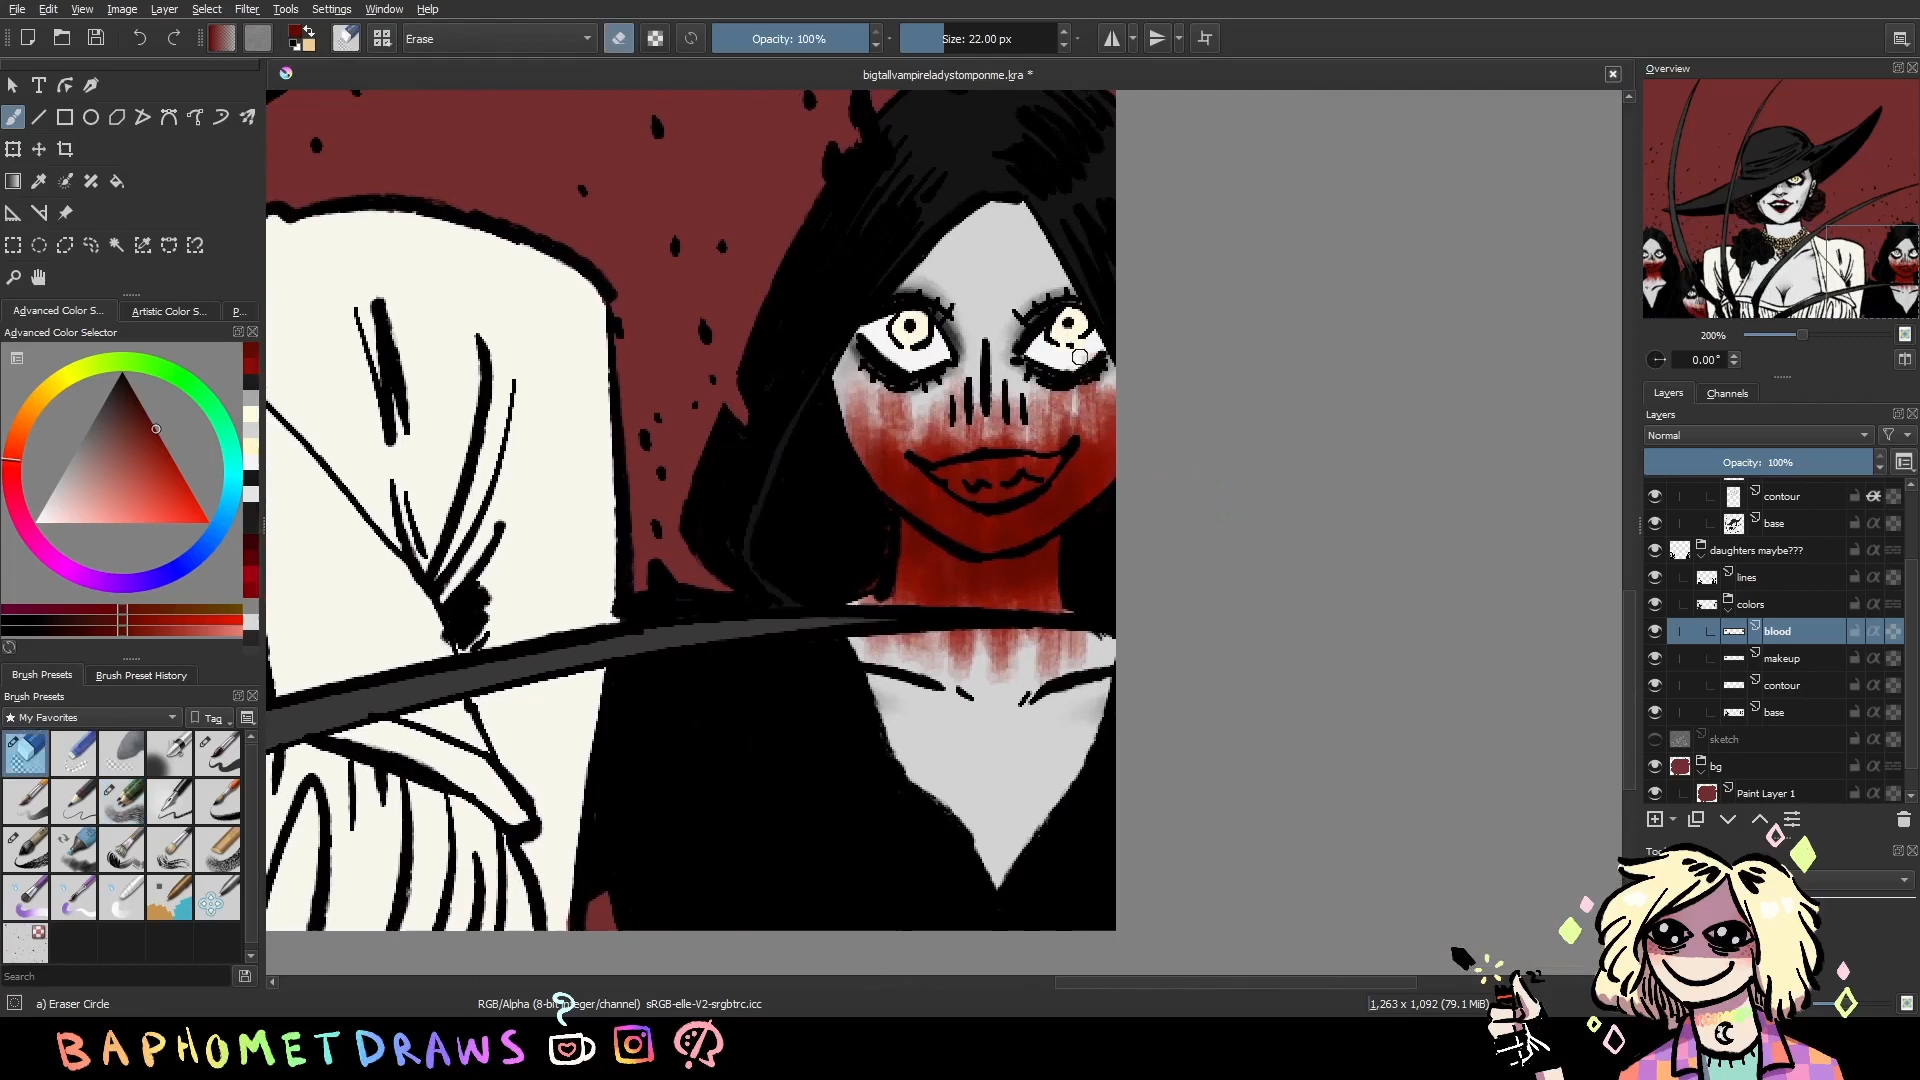 File Edit View Image Layer Select Filter Tools Settings Window Help
Erase
Opacity: 100%
Size: 22.00 px
bigtallvampireladystomponme.kra *
Overview
200%
0.00°
Layers Channels
Layers
Normal
Opacity: 100%
contour
base
daughters maybe???
lines
colors
blood
makeup
contour
base
sketch
bg
Paint Layer 1
Advanced Color S...
Artistic Color S...
P...
Advanced Color Selector
Brush Presets
Brush Preset History
Brush Presets
My Favorites
Tag
Search
a) Eraser Circle
RGB/Alpha (8-bit integer/channel) sRGB-elle-V2-srgbtrc.icc
1,263 x 1,092 (79.1 MiB)
BAPHOMETDRAWS